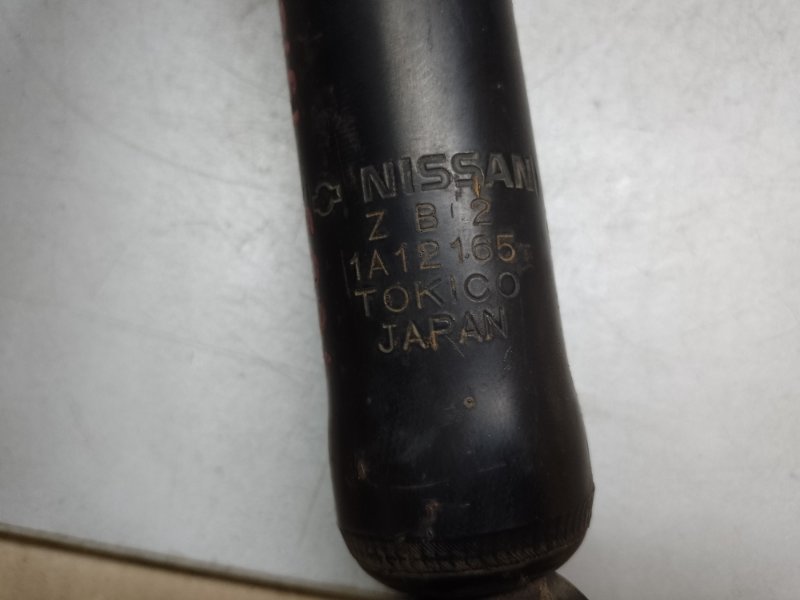 NISSAN
Z B 2
1A12165
TOKICO
JAPAN